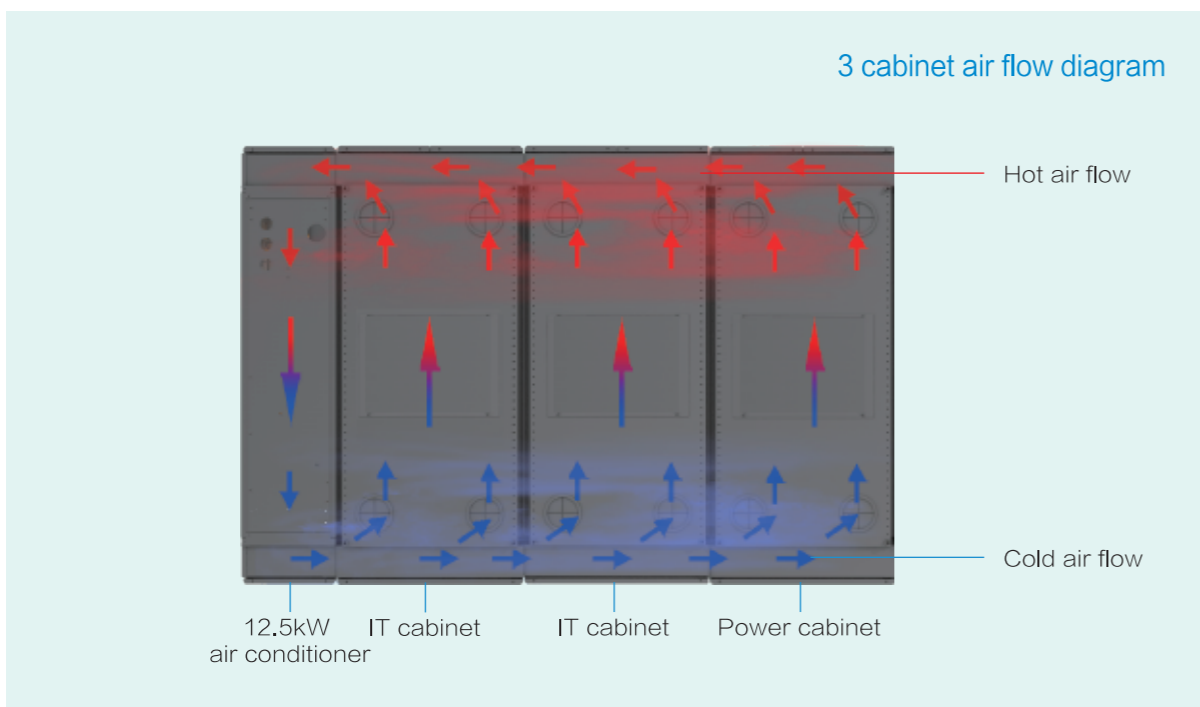 3 cabinet air flow diagram
Hot air flow
Cold air flow
12.5kW
air conditioner
IT cabinet
IT cabinet
Power cabinet